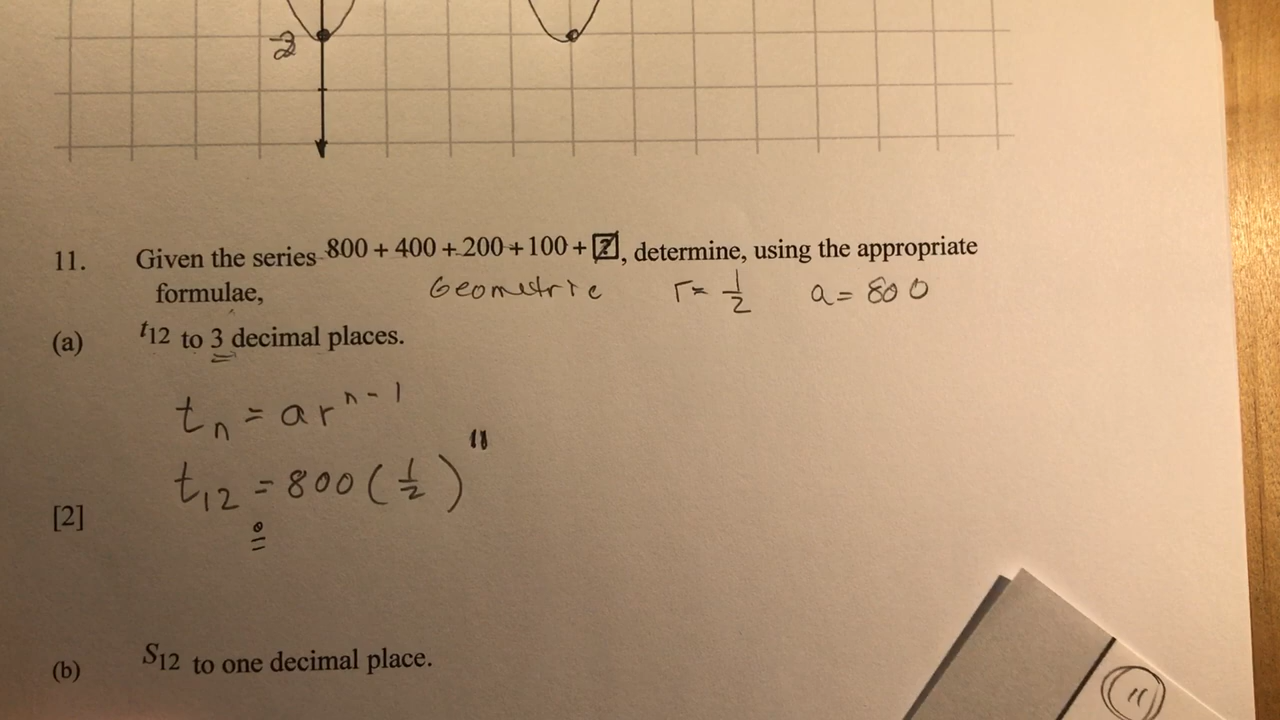 -2
11. Given the series 800 + 400 + 200 + 100 + ?, determine, using the appropriate
formulae, Geometric r = 1/2 a = 800
(a) t12 to 3 decimal places.
tₙ = arⁿ⁻¹
t₁₂ = 800 (1/2)¹¹
≐
[2]
(b) S12 to one decimal place.
11